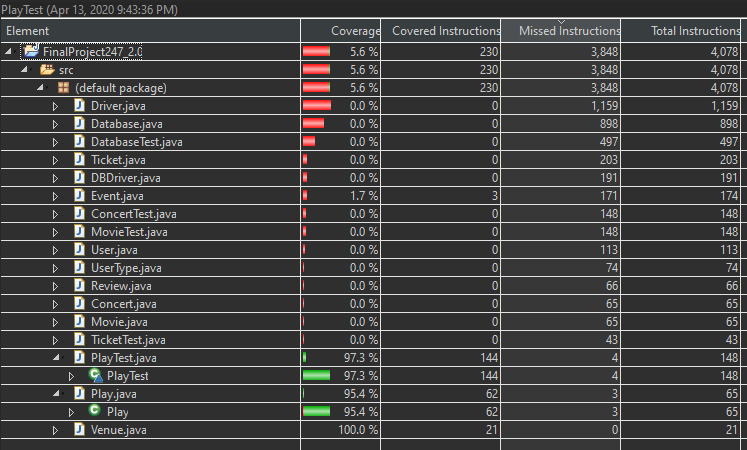 PlayTest (Apr 13, 2020 9:43:36 PM)
Element Coverage Covered Instructions Missed Instructions Total Instructions
FinalProject247_2.0 5.6 % 230 3,848 4,078
src 5.6 % 230 3,848 4,078
(default package) 5.6 % 230 3,848 4,078
Driver.java 0.0 % 0 1,159 1,159
Database.java 0.0 % 0 898 898
DatabaseTest.java 0.0 % 0 497 497
Ticket.java 0.0 % 0 203 203
DBDriver.java 0.0 % 0 191 191
Event.java 1.7 % 3 171 174
ConcertTest.java 0.0 % 0 148 148
MovieTest.java 0.0 % 0 148 148
User.java 0.0 % 0 113 113
UserType.java 0.0 % 0 74 74
Review.java 0.0 % 0 66 66
Concert.java 0.0 % 0 65 65
Movie.java 0.0 % 0 65 65
TicketTest.java 0.0 % 0 43 43
PlayTest.java 97.3 % 144 4 148
PlayTest 97.3 % 144 4 148
Play.java 95.4 % 62 3 65
Play 95.4 % 62 3 65
Venue.java 100.0 % 21 0 21